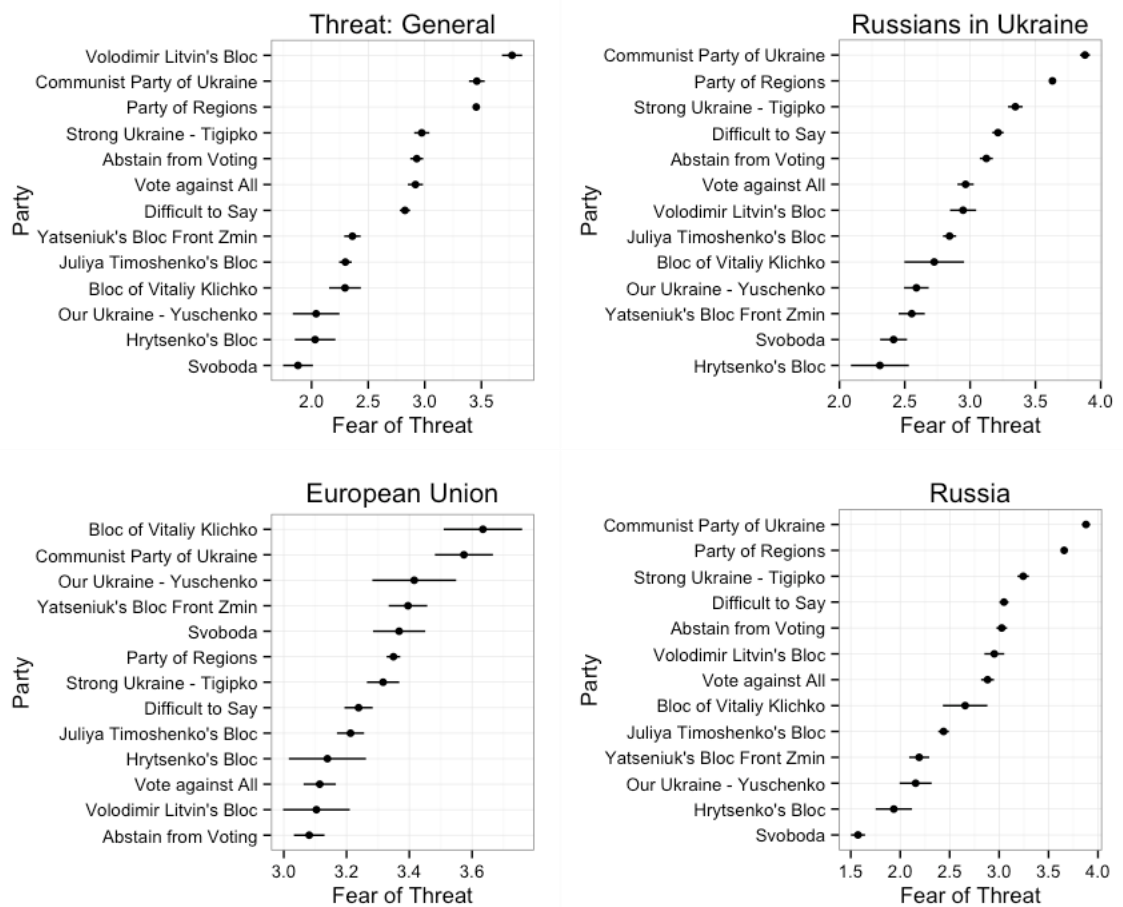 Threat: General
Party
Volodimir Litvin's Bloc
Communist Party of Ukraine
Party of Regions
Strong Ukraine - Tigipko
Abstain from Voting
Vote against All
Difficult to Say
Yatseniuk's Bloc Front Zmin
Juliya Timoshenko's Bloc
Bloc of Vitaliy Klichko
Our Ukraine - Yuschenko
Hrytsenko's Bloc
Svoboda
2.0 2.5 3.0 3.5
Fear of Threat
Russians in Ukraine
Party
Communist Party of Ukraine
Party of Regions
Strong Ukraine - Tigipko
Difficult to Say
Abstain from Voting
Vote against All
Volodimir Litvin's Bloc
Juliya Timoshenko's Bloc
Bloc of Vitaliy Klichko
Our Ukraine - Yuschenko
Yatseniuk's Bloc Front Zmin
Svoboda
Hrytsenko's Bloc
2.0 2.5 3.0 3.5 4.0
Fear of Threat
European Union
Party
Bloc of Vitaliy Klichko
Communist Party of Ukraine
Our Ukraine - Yuschenko
Yatseniuk's Bloc Front Zmin
Svoboda
Party of Regions
Strong Ukraine - Tigipko
Difficult to Say
Juliya Timoshenko's Bloc
Hrytsenko's Bloc
Vote against All
Volodimir Litvin's Bloc
Abstain from Voting
3.0 3.2 3.4 3.6
Fear of Threat
Russia
Party
Communist Party of Ukraine
Party of Regions
Strong Ukraine - Tigipko
Difficult to Say
Abstain from Voting
Volodimir Litvin's Bloc
Vote against All
Bloc of Vitaliy Klichko
Juliya Timoshenko's Bloc
Yatseniuk's Bloc Front Zmin
Our Ukraine - Yuschenko
Hrytsenko's Bloc
Svoboda
1.5 2.0 2.5 3.0 3.5 4.0
Fear of Threat